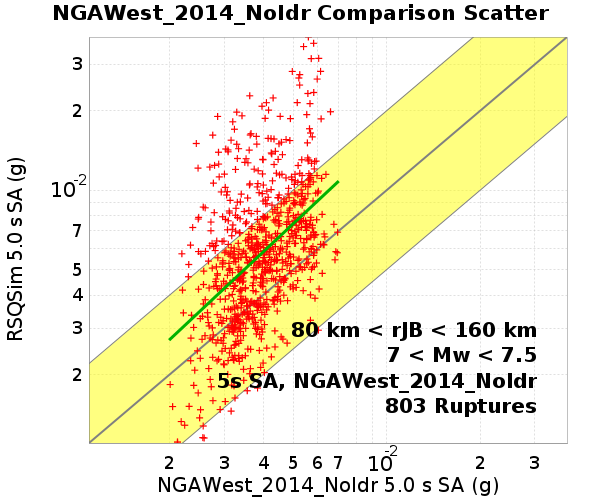 NGAWest_2014_NoIdr Comparison Scatter
RSQSim 5.0 s SA (g)
3
2
10-2
7
5
4
3
2
80 km < rJB < 160 km
7 < Mw < 7.5
5s SA, NGAWest_2014_NoIdr
803 Ruptures
2 3 4 5 6 7 10-2 2 3
NGAWest_2014_NoIdr 5.0 s SA (g)